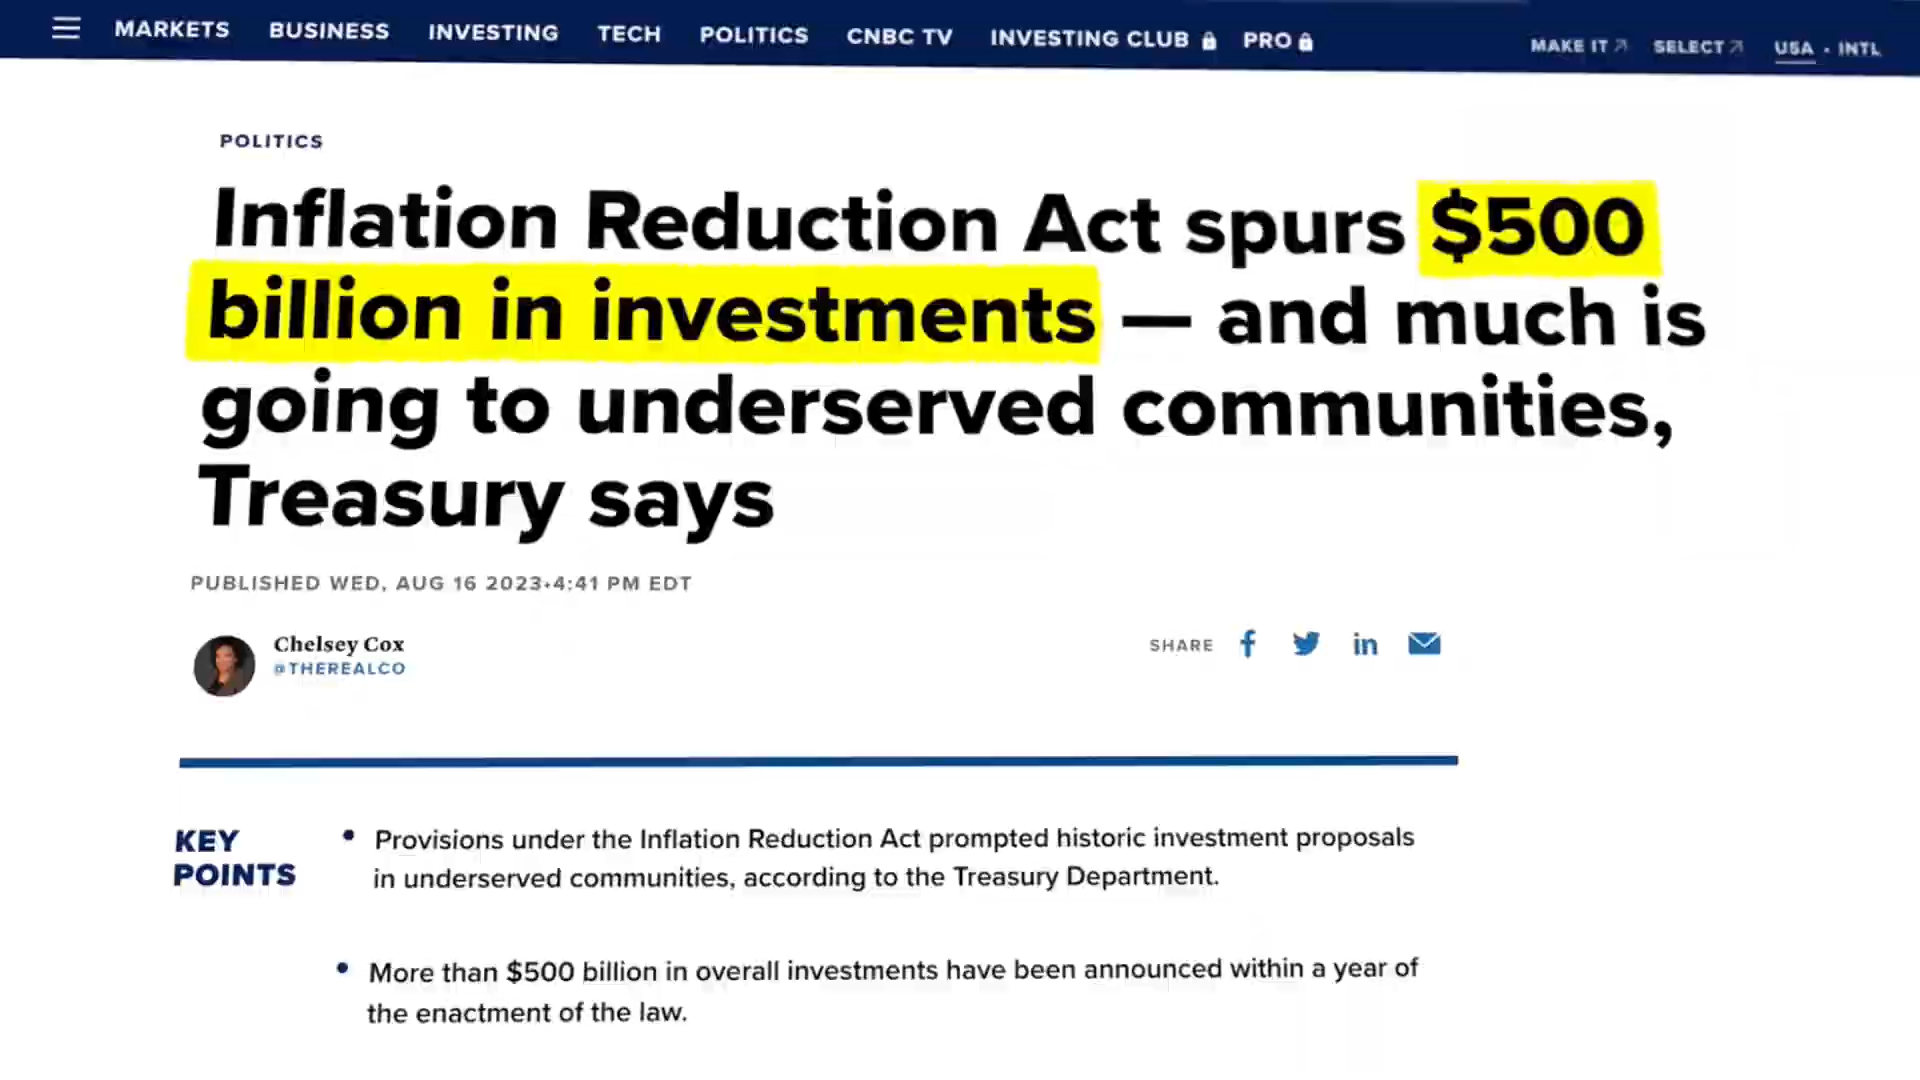 MARKETS BUSINESS INVESTING TECH POLITICS CNBC TV INVESTING CLUB PRO MAKE IT SELECT USA • INTL
POLITICS
Inflation Reduction Act spurs $500
billion in investments — and much is
going to underserved communities,
Treasury says
PUBLISHED WED, AUG 16 2023•4:41 PM EDT
Chelsey Cox
@THEREALCO
SHARE
KEY
POINTS
• Provisions under the Inflation Reduction Act prompted historic investment proposals
in underserved communities, according to the Treasury Department.
• More than $500 billion in overall investments have been announced within a year of
the enactment of the law.